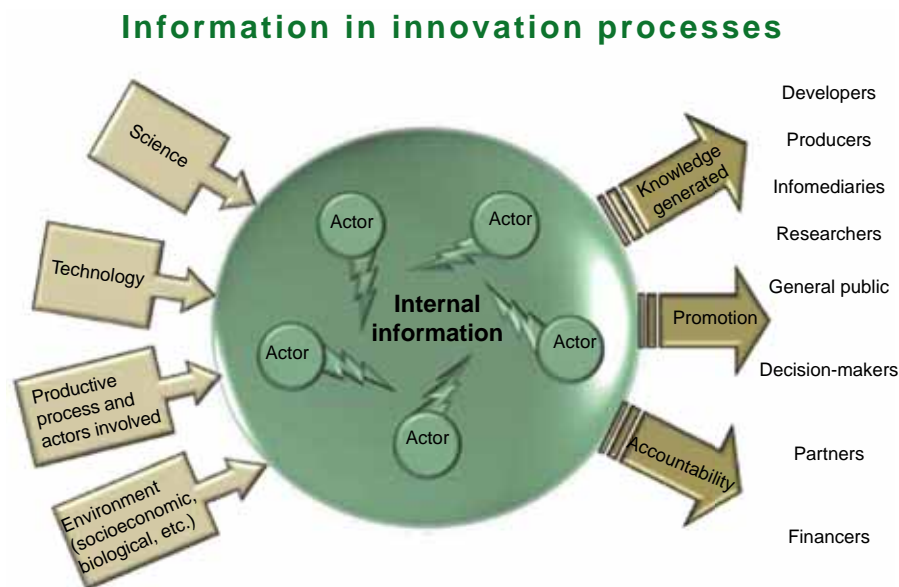 Information in innovation processes
Science
Technology
Productive
process and
actors involved
Environment
(socioeconomic,
biological, etc.)
Actor
Actor
Actor
Actor
Actor
Internal
information
Knowledge
generated
Promotion
Accountability
Developers
Producers
Infomediaries
Researchers
General public
Decision-makers
Partners
Financers